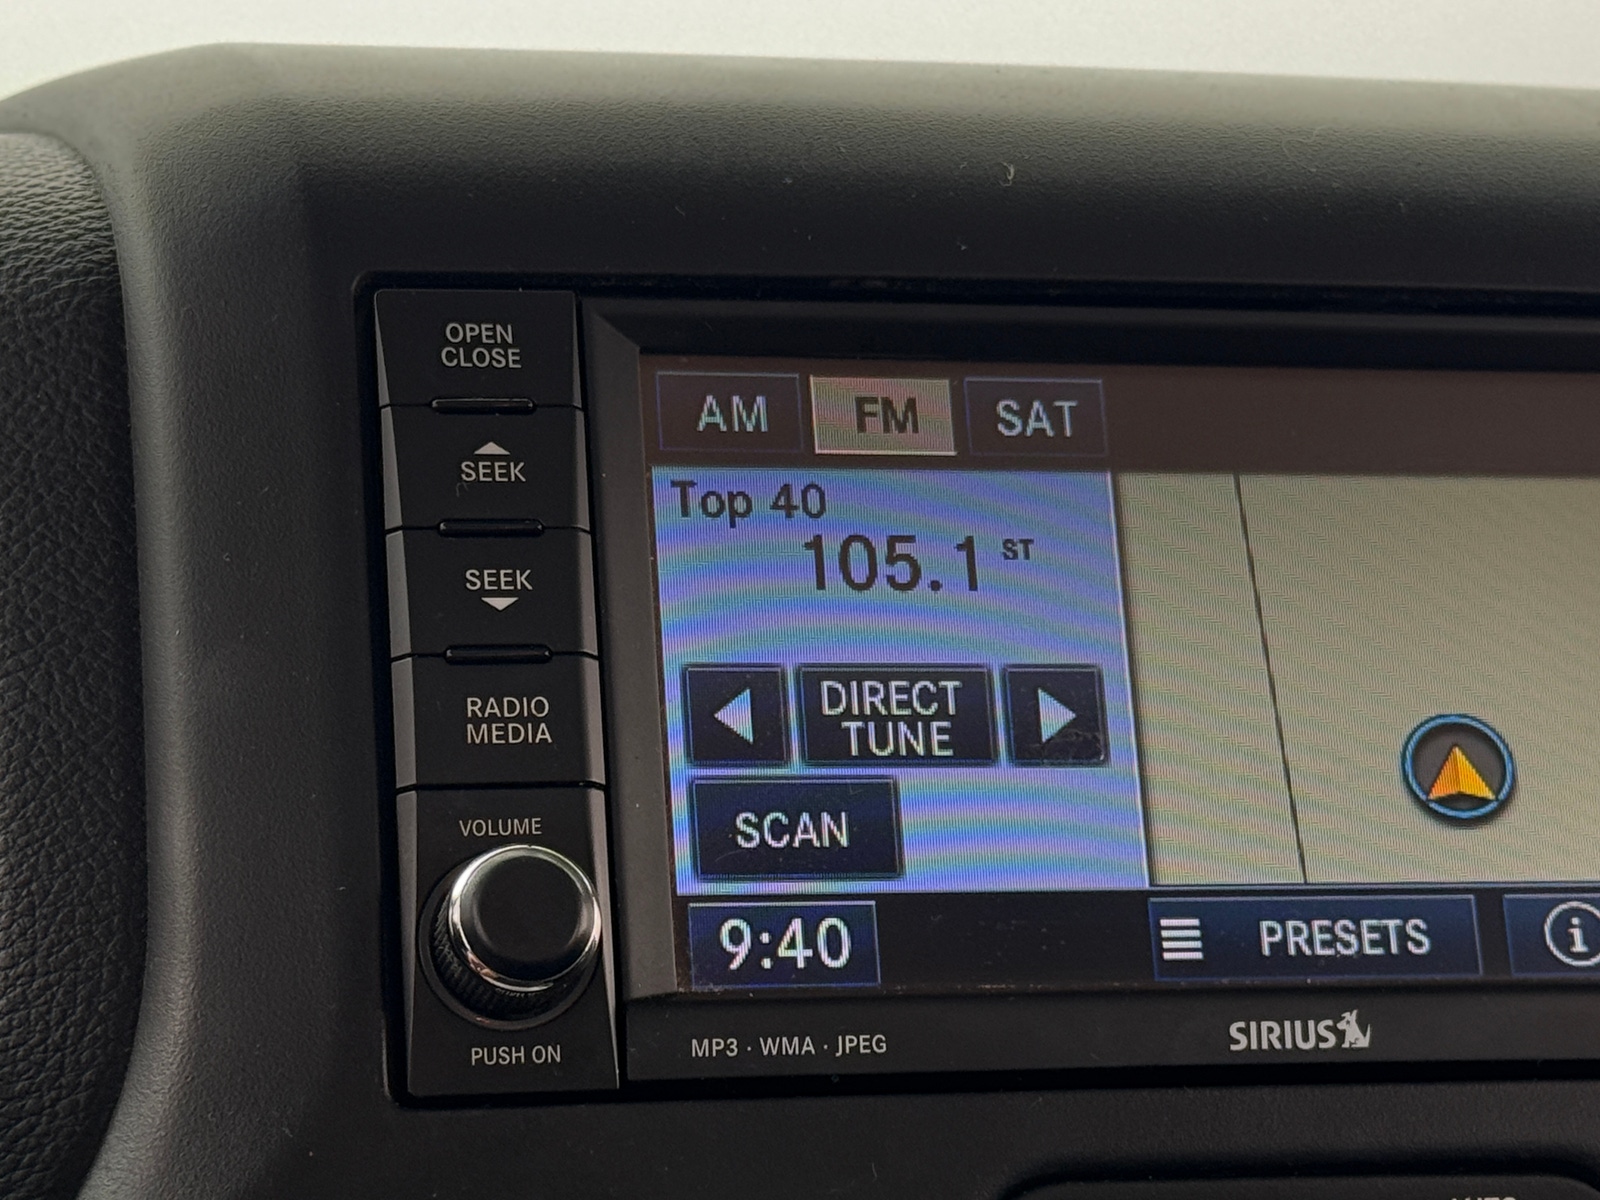 OPEN
CLOSE
SEEK
SEEK
RADIO
MEDIA
VOLUME
PUSH ON
AM
FM
SAT
Top 40
105.1 ST
DIRECT
TUNE
SCAN
9:40
PRESETS
i
MP3 · WMA · JPEG
SIRIUS